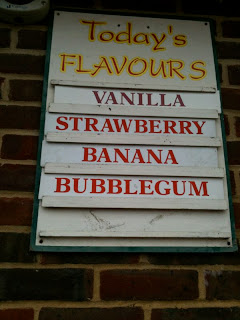 Today's
FLAVOURS
VANILLA
STRAWBERRY
BANANA
BUBBLEGUM